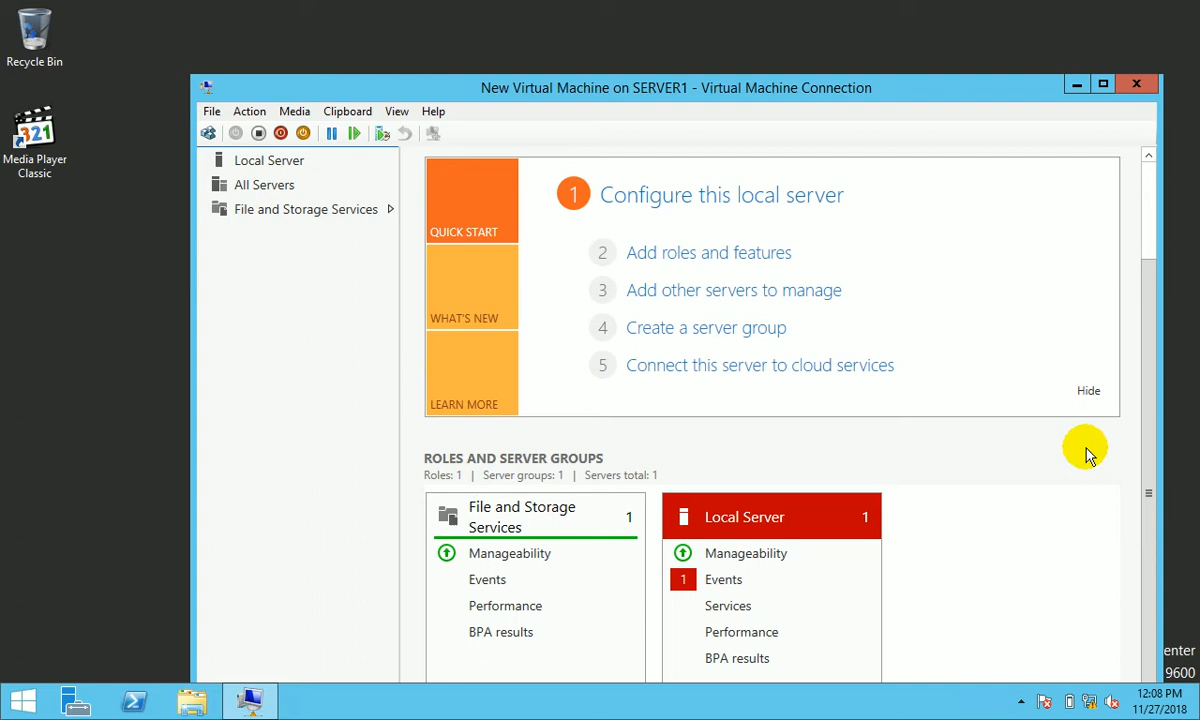 Recycle Bin
321
Media Player
Classic
New Virtual Machine on SERVER1 - Virtual Machine Connection
File Action Media Clipboard View Help
Local Server
All Servers
File and Storage Services
QUICK START
WHAT'S NEW
LEARN MORE
1 Configure this local server
2 Add roles and features
3 Add other servers to manage
4 Create a server group
5 Connect this server to cloud services
Hide
ROLES AND SERVER GROUPS
Roles: 1 | Server groups: 1 | Servers total: 1
File and Storage
Services 1
Manageability
Events
Performance
BPA results
Local Server 1
Manageability
1 Events
Services
Performance
BPA results
enter
9600
12:08 PM
11/27/2018